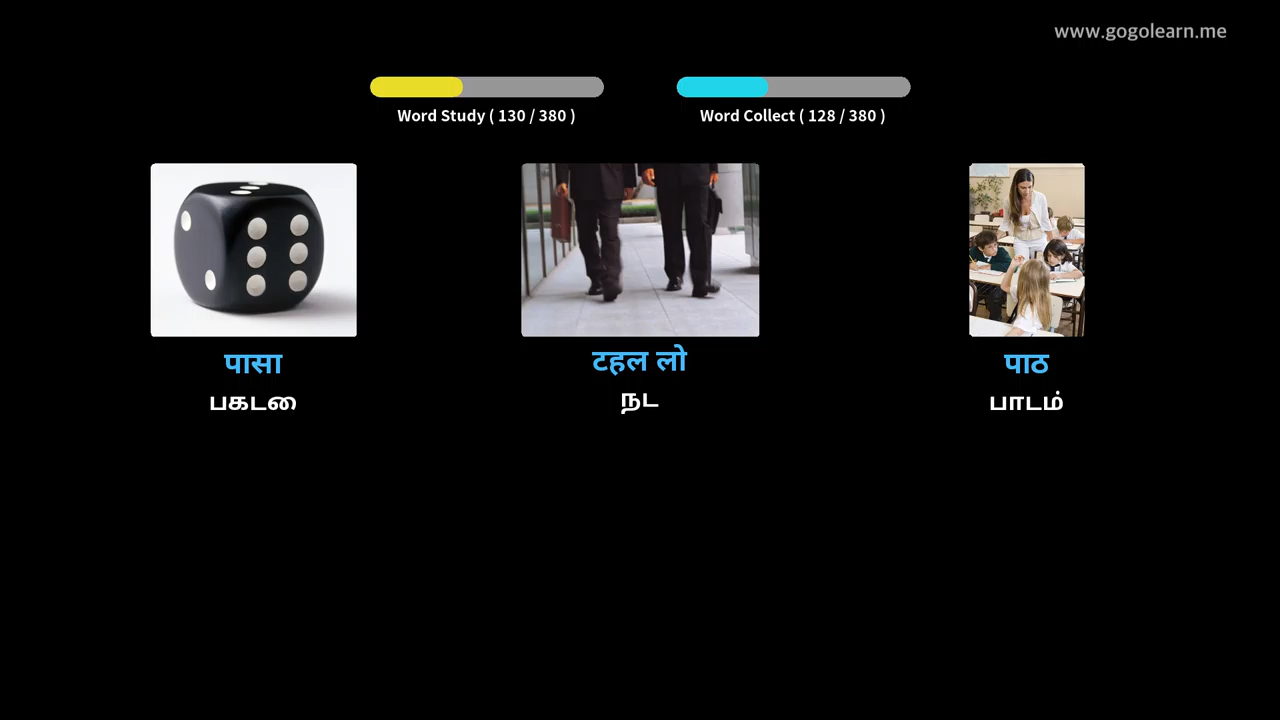 www.gogolearn.me
Word Study ( 130 / 380 )
Word Collect ( 128 / 380 )
पासा
பகடை
टहल लो
நட
पाठ
பாடம்